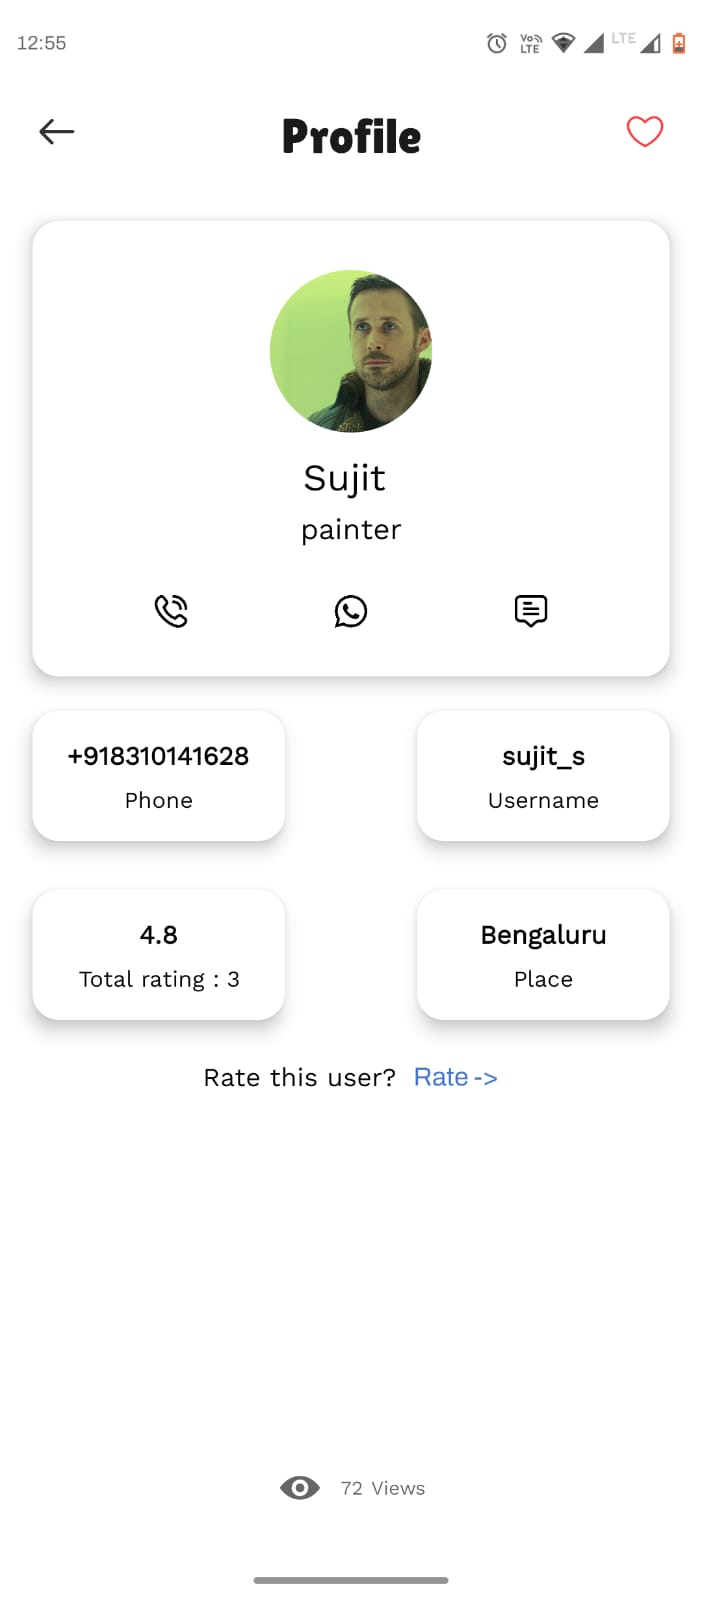 12:55
Vo LTE
LTE
Profile
Sujit
painter
+918310141628
Phone
sujit_s
Username
4.8
Total rating : 3
Bengaluru
Place
Rate this user? Rate ->
72 Views